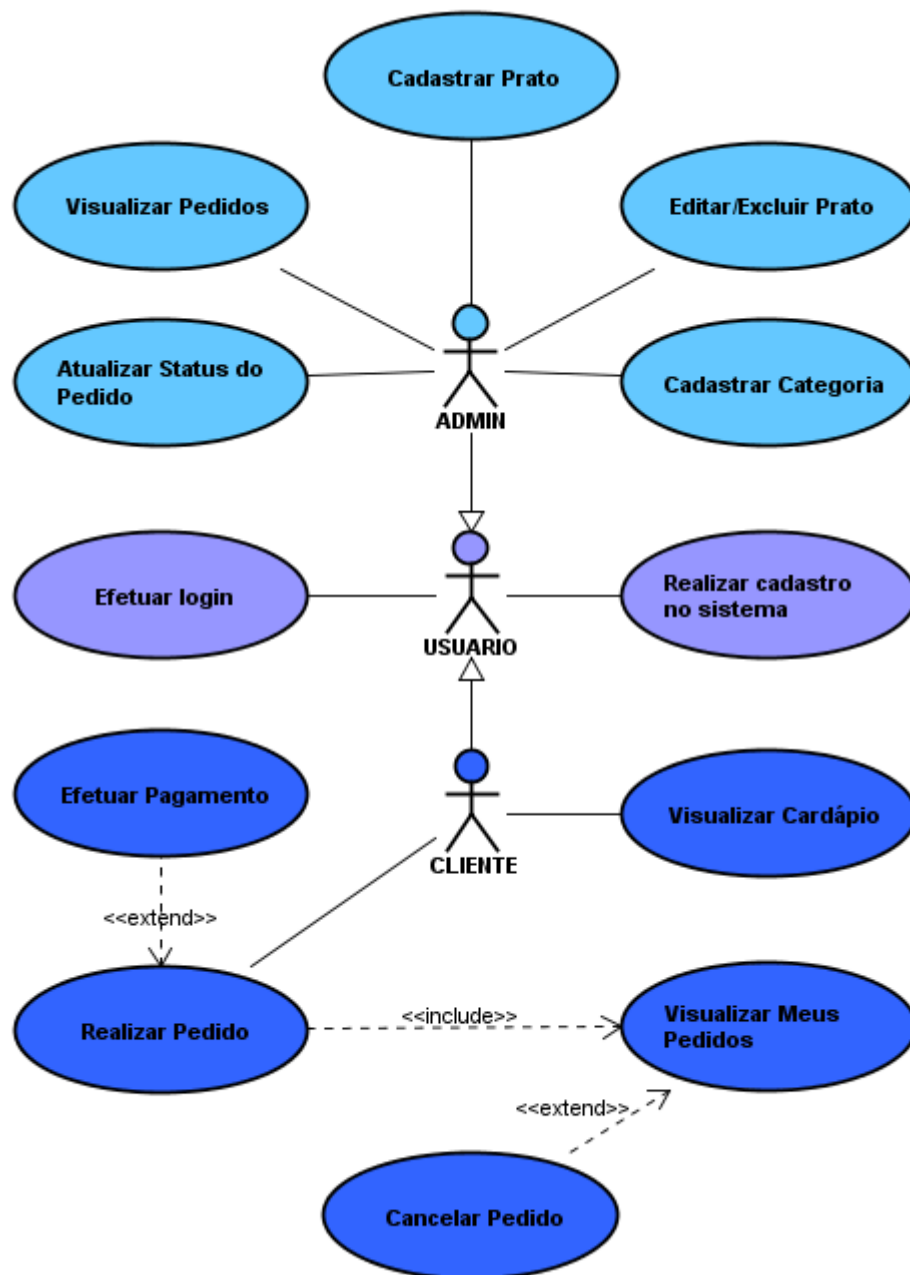 Cadastrar Prato
Visualizar Pedidos
Editar/Excluir Prato
Atualizar Status do
Pedido
Cadastrar Categoria
ADMIN
Efetuar login
Realizar cadastro
no sistema
USUARIO
Efetuar Pagamento
Visualizar Cardápio
CLIENTE
<<extend>>
Realizar Pedido
<<include>>
Visualizar Meus
Pedidos
<<extend>>
Cancelar Pedido